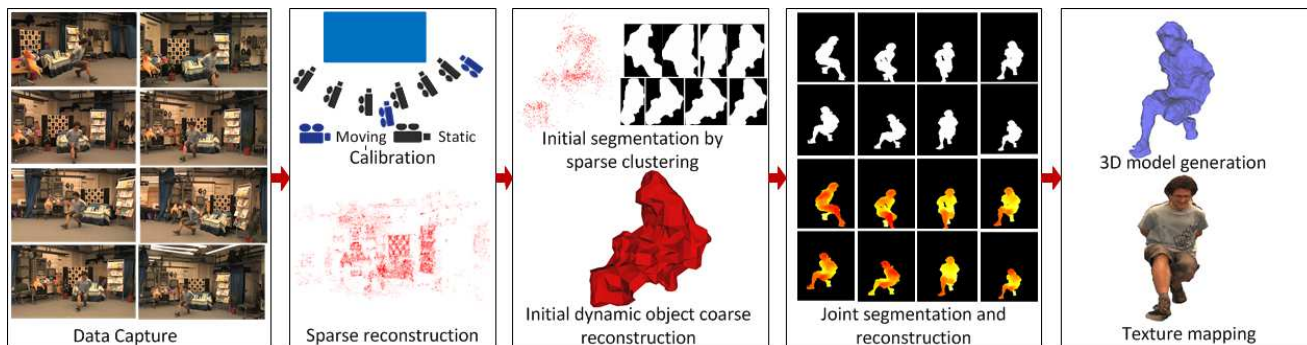 Data Capture
Moving
Static
Calibration
Sparse reconstruction
Initial segmentation by
sparse clustering
Initial dynamic object coarse
reconstruction
Joint segmentation and
reconstruction
3D model generation
Texture mapping